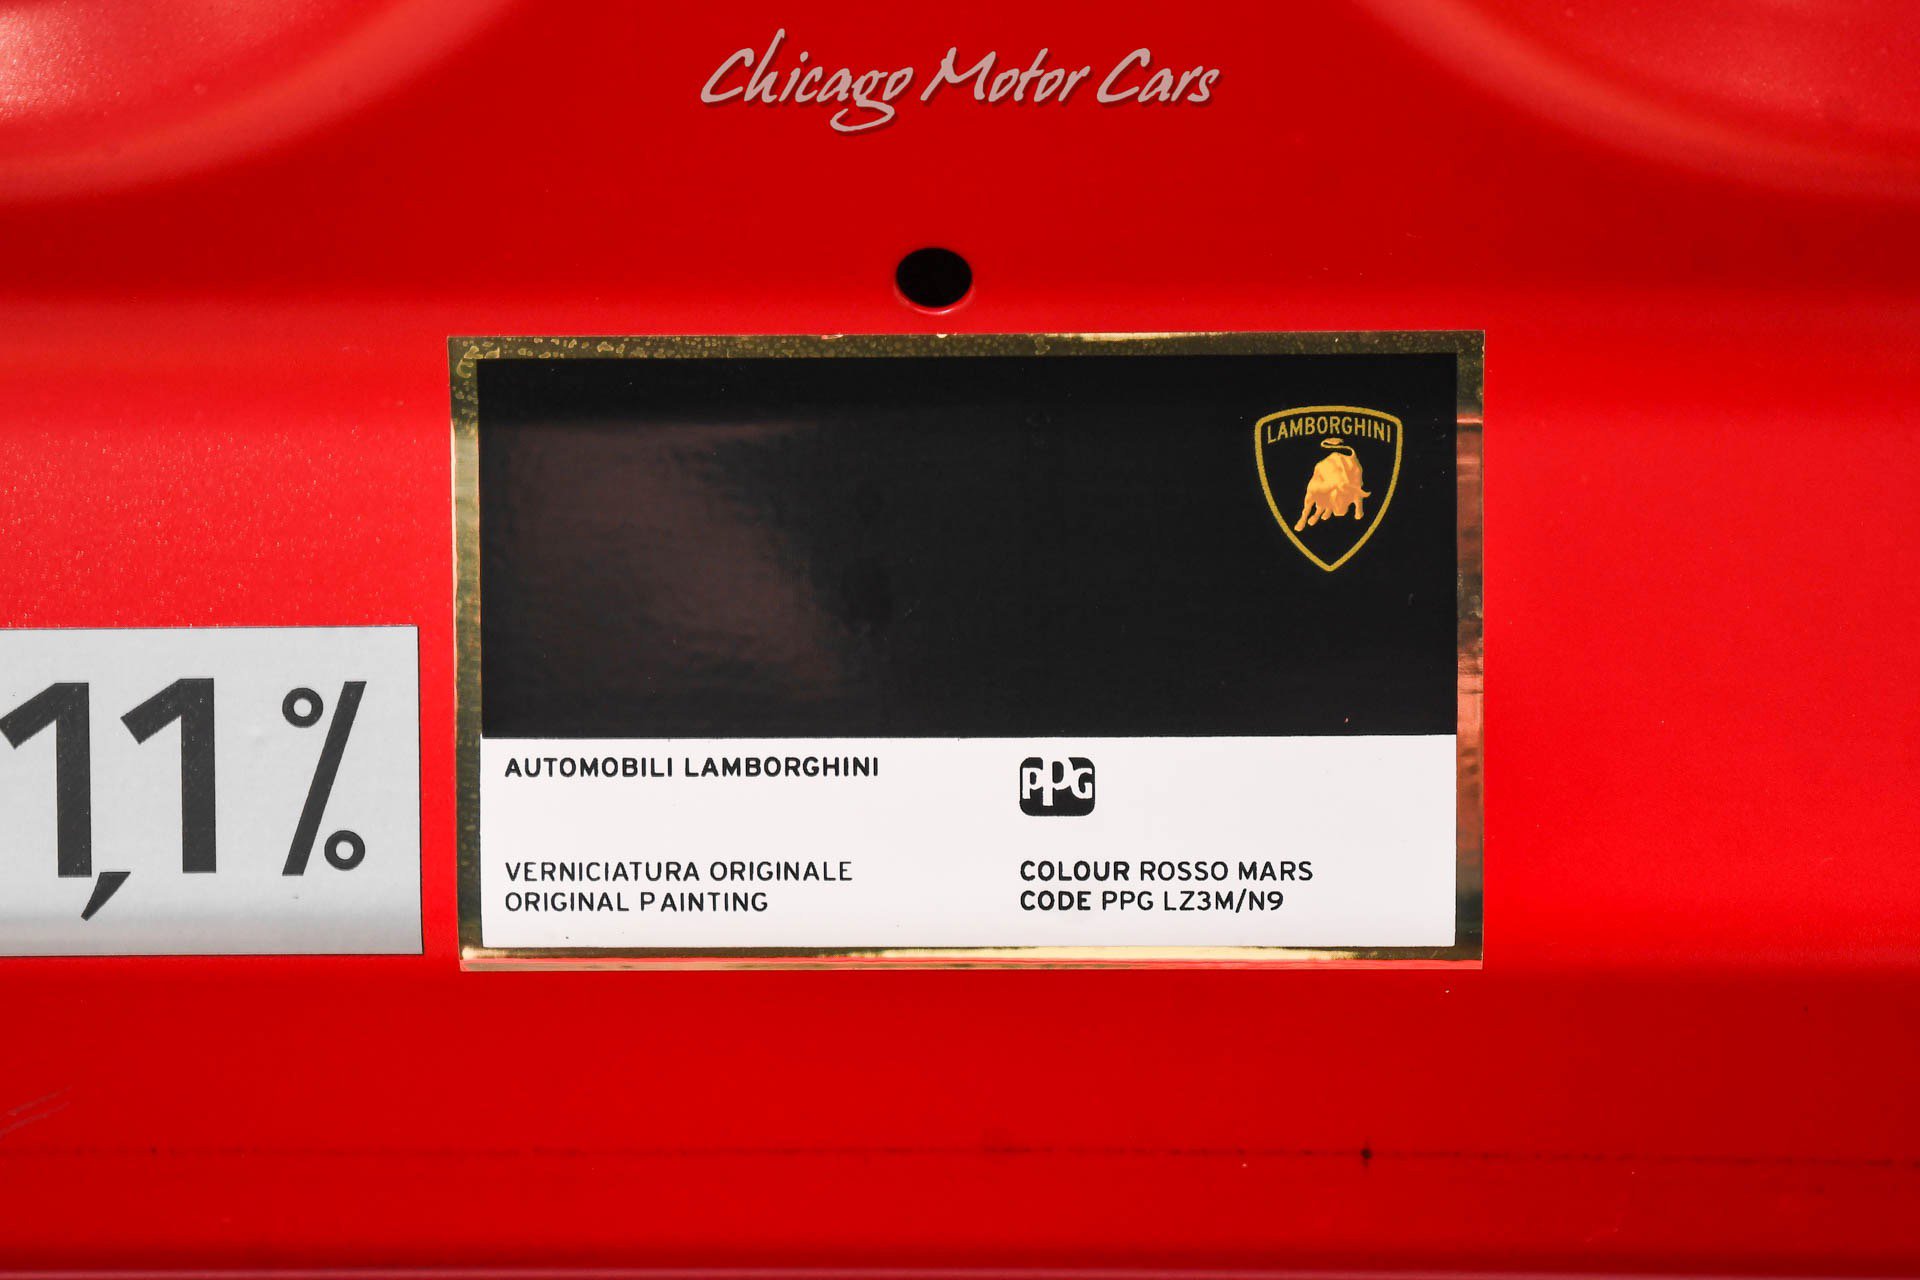 Chicago Motor Cars
LAMBORGHINI
1,1%
AUTOMOBILI LAMBORGHINI
PPG
VERNICIATURA ORIGINALE
ORIGINAL PAINTING
COLOUR ROSSO MARS
CODE PPG LZ3M/N9